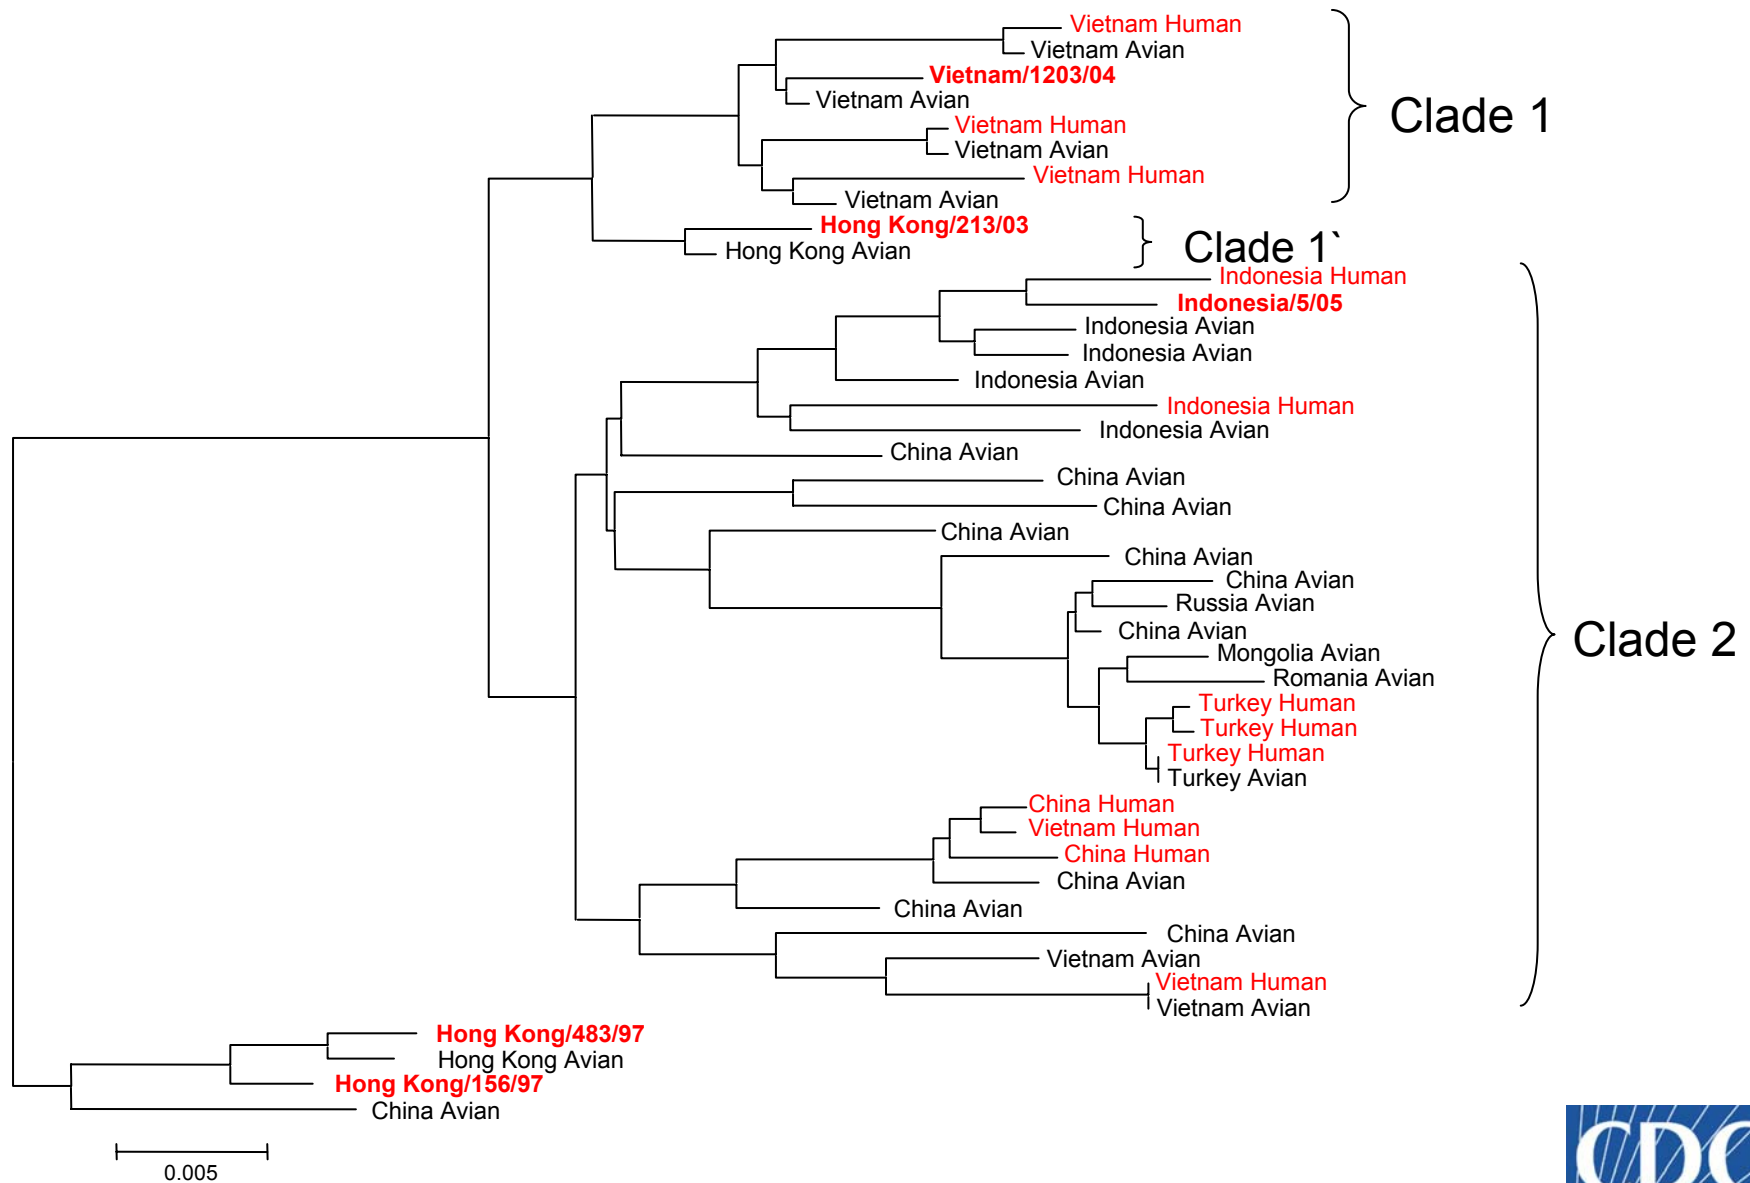 Vietnam Human
Vietnam Avian
Vietnam/1203/04
Vietnam Avian
Clade 1
Vietnam Human
Vietnam Avian
Vietnam Human
Vietnam Avian
Hong Kong/213/03
Hong Kong Avian
Clade 1`
Indonesia Human
Indonesia/5/05
Indonesia Avian
Indonesia Avian
Indonesia Avian
Indonesia Human
Indonesia Avian
China Avian
China Avian
China Avian
China Avian
China Avian
China Avian
Russia Avian
China Avian
Clade 2
Mongolia Avian
Romania Avian
Turkey Human
Turkey Human
Turkey Human
Turkey Avian
China Human
Vietnam Human
China Human
China Avian
China Avian
China Avian
Vietnam Avian
Vietnam Human
Vietnam Avian
Hong Kong/483/97
Hong Kong Avian
Hong Kong/156/97
China Avian
0.005
CDC